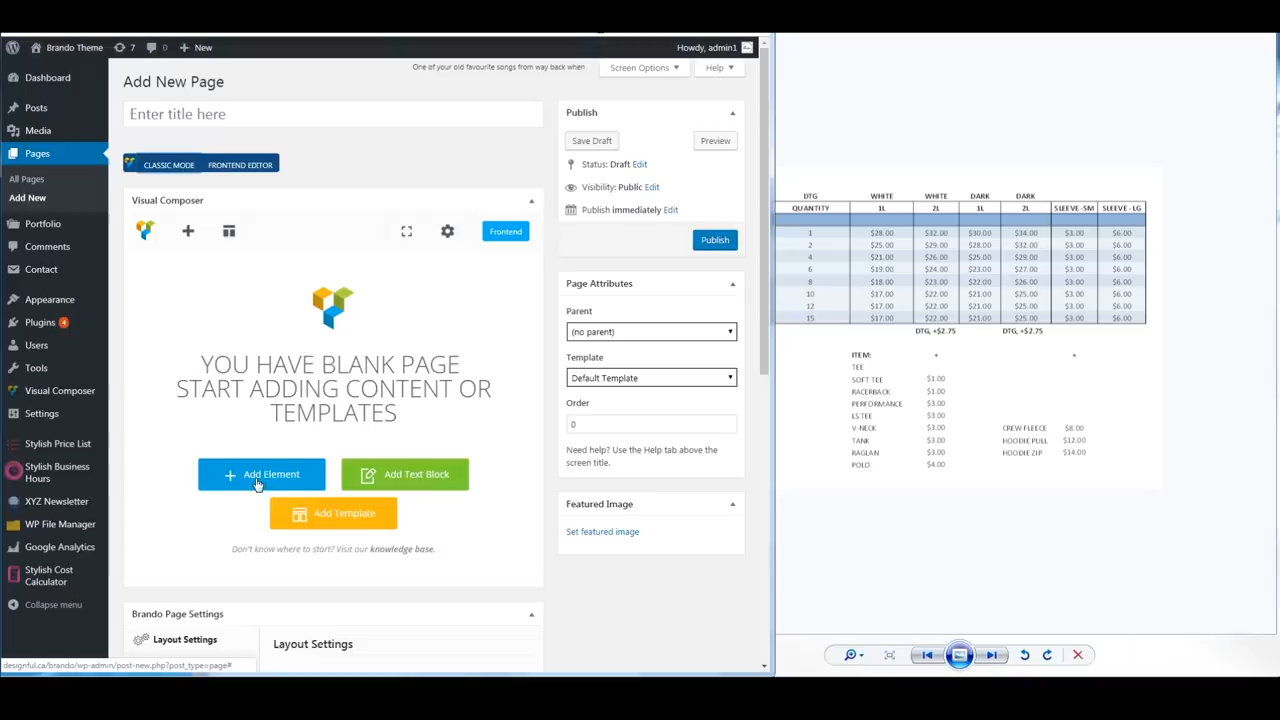 Brando Theme 7 0 New Howdy, admin1
One of your old favourite songs from way back when Screen Options Help
Dashboard
Posts
Media
Pages
All Pages
Add New
Portfolio
Comments
Contact
Appearance
Plugins 4
Users
Tools
Visual Composer
Settings
Stylish Price List
Stylish Business
Hours
XYZ Newsletter
WP File Manager
Google Analytics
Stylish Cost
Calculator
Collapse menu
designful.ca/brando/wp-admin/post-new.php?post_type=page#
Add New Page
Enter title here
CLASSIC MODE FRONTEND EDITOR
Visual Composer
Frontend
YOU HAVE BLANK PAGE
START ADDING CONTENT OR
TEMPLATES
Add Element Add Text Block
Add Template
Don't know where to start? Visit our knowledge base.
Brando Page Settings
Layout Settings Layout Settings
Publish
Save Draft Preview
Status: Draft Edit
Visibility: Public Edit
Publish immediately Edit
Publish
Page Attributes
Parent
(no parent)
Template
Default Template
Order
0
Need help? Use the Help tab above the
screen title.
Featured Image
Set featured image
DTG WHITE WHITE DARK DARK
QUANTITY 1L 2L 1L 2L SLEEVE -SM SLEEVE - LG
1 $28.00 $32.00 $30.00 $34.00 $3.00 $6.00
2 $25.00 $29.00 $28.00 $32.00 $3.00 $6.00
4 $21.00 $26.00 $25.00 $29.00 $3.00 $6.00
6 $19.00 $24.00 $23.00 $27.00 $3.00 $6.00
8 $18.00 $23.00 $22.00 $26.00 $3.00 $6.00
10 $17.00 $22.00 $21.00 $25.00 $3.00 $6.00
12 $17.00 $22.00 $21.00 $25.00 $3.00 $6.00
15 $17.00 $22.00 $21.00 $25.00 $3.00 $6.00
DTG, +$2.75 DTG, +$2.75
ITEM: + +
TEE
SOFT TEE $1.00
RACERBACK $1.00
PERFORMANCE $3.00
LS TEE $3.00
V-NECK $3.00 CREW FLEECE $8.00
TANK $3.00 HOODIE PULL $12.00
RAGLAN $3.00 HOODIE ZIP $14.00
POLO $4.00